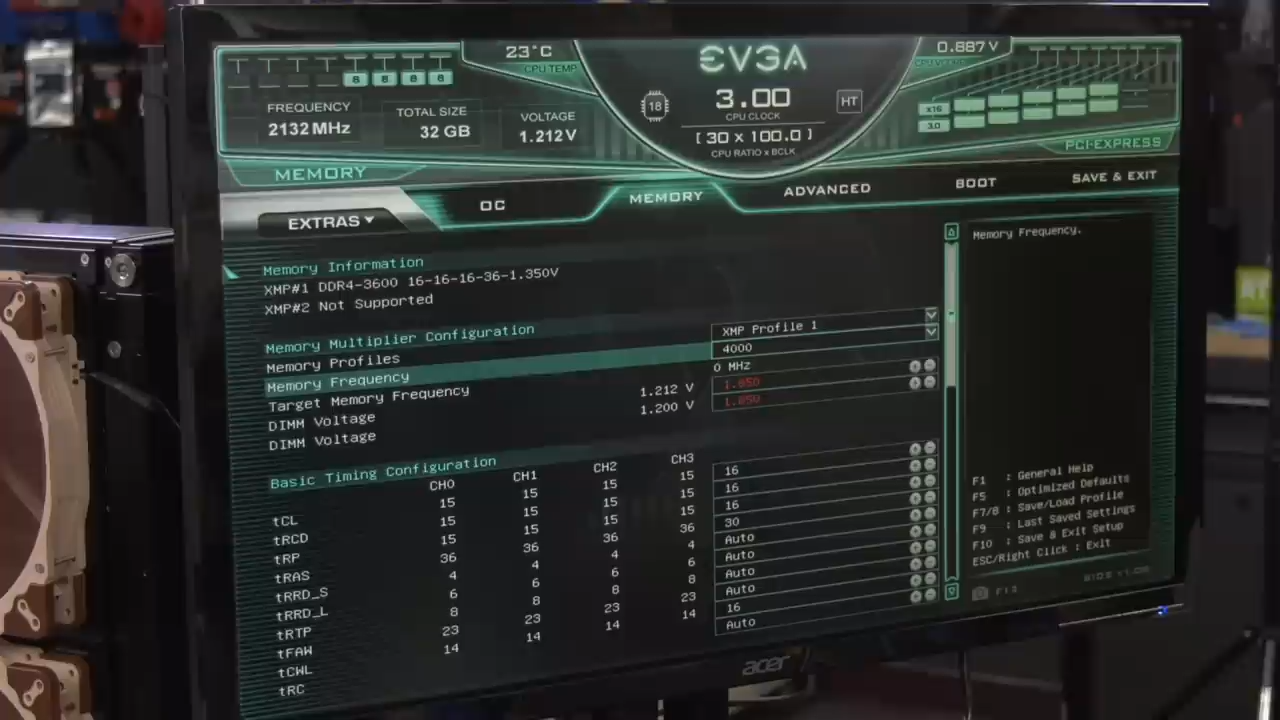 23°C
CPU TEMP
EVGA
0.887 V
8 8 8 8
FREQUENCY
2132 MHz
TOTAL SIZE
32 GB
VOLTAGE
1.212V
18
3.00
CPU CLOCK
HT
[ 30 x 100.0 ]
CPU RATIO x BCLK
x16
3.0
PCI-EXPRESS
MEMORY
EXTRAS
OC
MEMORY
ADVANCED
BOOT
SAVE & EXIT
Memory Information
XMP#1 DDR4-3600 16-16-16-36-1.350V
XMP#2 Not Supported
Memory Multiplier Configuration
Memory Profiles XMP Profile 1
Memory Frequency 4000
Target Memory Frequency 0 MHz
DIMM Voltage 1.212 V 1.850
DIMM Voltage 1.200 V 1.850
Basic Timing Configuration
CH0 CH1 CH2 CH3
tCL 15 15 15 15 16
tRCD 15 15 15 15 16
tRP 15 15 15 15 16
tRAS 36 36 36 36 30
tRRD_S 4 4 4 4 Auto
tRRD_L 6 6 6 6 Auto
tRTP 8 8 8 8 Auto
tFAW 23 23 23 23 Auto
tCWL 14 14 14 14 16
tRC Auto
Memory Frequency.
F1 : General Help
F5 : Optimized Defaults
F7/8 : Save/Load Profile
F9 : Last Saved Settings
F10 : Save & Exit Setup
ESC/Right Click : Exit
F12
acer